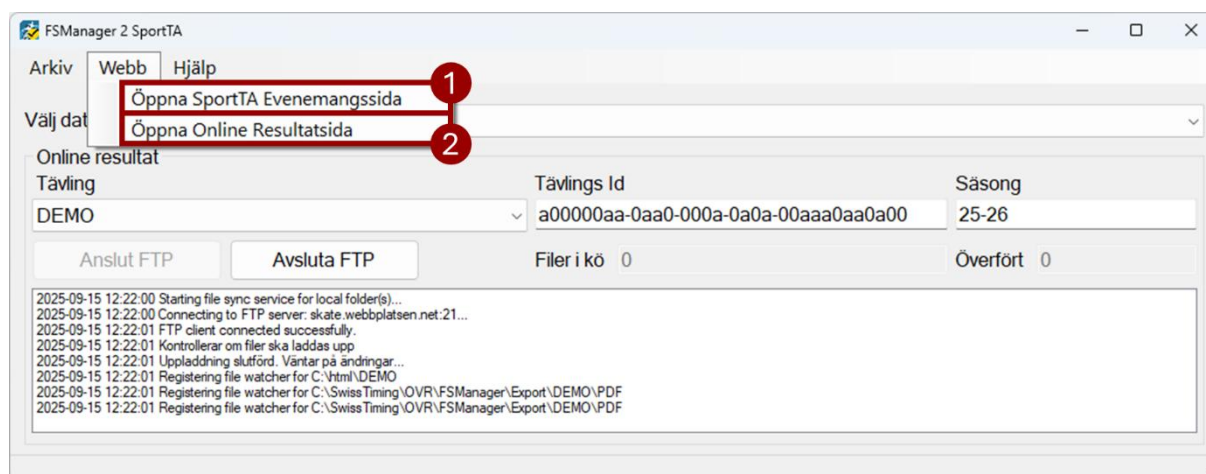 FSManager 2 SportTA
Arkiv Webb Hjälp
1
Öppna SportTA Evenemangssida
Välj dat
Öppna Online Resultatsida
2
Online resultat
Tävling Tävlings Id Säsong
DEMO a00000aa-0aa0-000a-0a0a-00aaa0aa0a00 25-26
Anslut FTP Avsluta FTP Filer i kö 0 Överfört 0
2025-09-15 12:22:00 Starting file sync service for local folder(s)...
2025-09-15 12:22:00 Connecting to FTP server: skate.webbplatsen.net:21...
2025-09-15 12:22:01 FTP client connected successfully.
2025-09-15 12:22:01 Kontrollerar om filer ska laddas upp
2025-09-15 12:22:01 Uppladdning slutförd. Väntar på ändringar...
2025-09-15 12:22:01 Registering file watcher for C:\html\DEMO
2025-09-15 12:22:01 Registering file watcher for C:\SwissTiming\OVR\FSManager\Export\DEMO\PDF
2025-09-15 12:22:01 Registering file watcher for C:\SwissTiming\OVR\FSManager\Export\DEMO\PDF